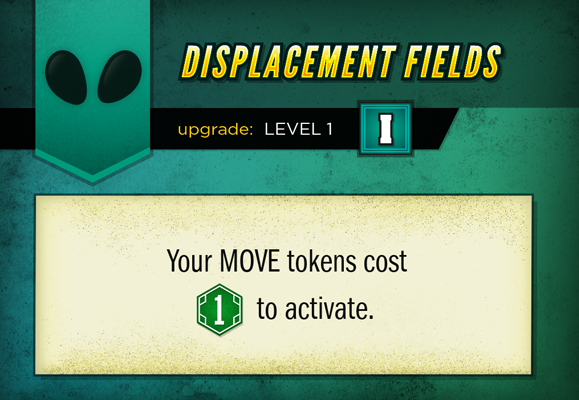 DISPLACEMENT FIELDS
upgrade: LEVEL 1 I
Your MOVE tokens cost
1 to activate.